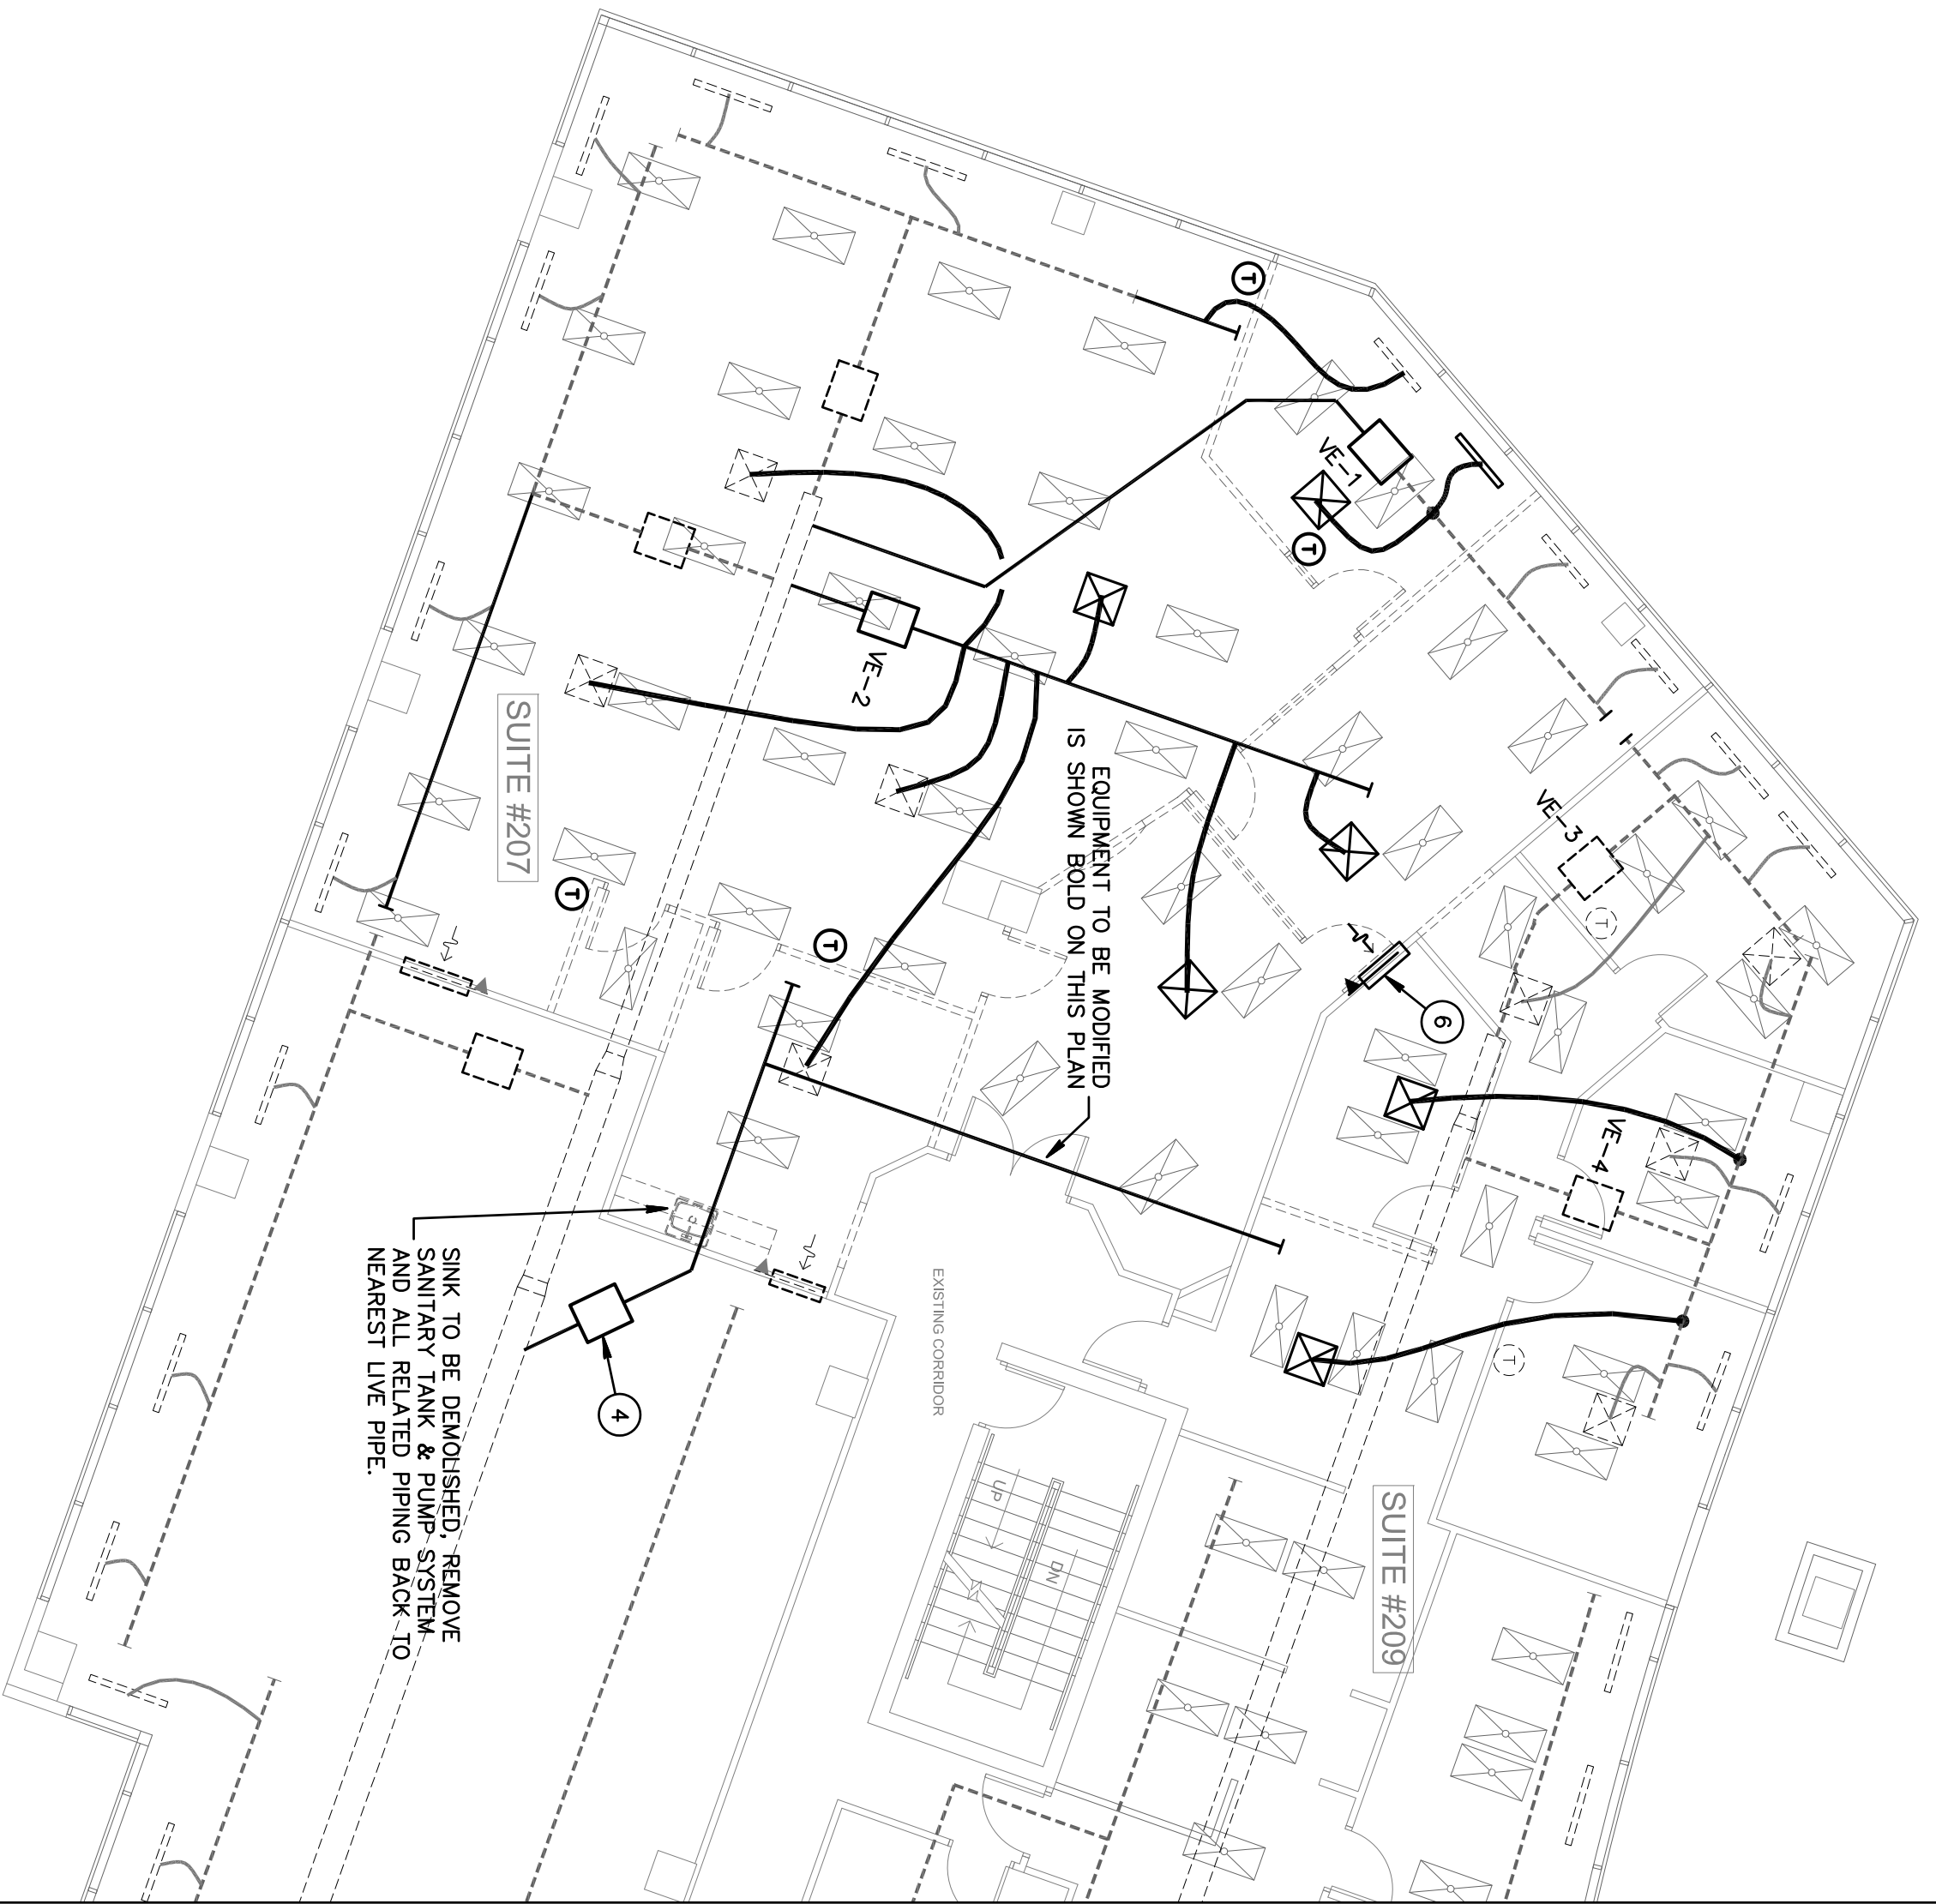 T
VE-1
T
VE-2
EQUIPMENT TO BE MODIFIED
IS SHOWN BOLD ON THIS PLAN
VE-3
T
SUITE #207
T
T
6
VE-4
T
SINK TO BE DEMOLISHED, REMOVE
SANITARY TANK & PUMP SYSTEM
AND ALL RELATED PIPING BACK TO
NEAREST LIVE PIPE.
4
EXISTING CORRIDOR
UP
DN
SUITE #209